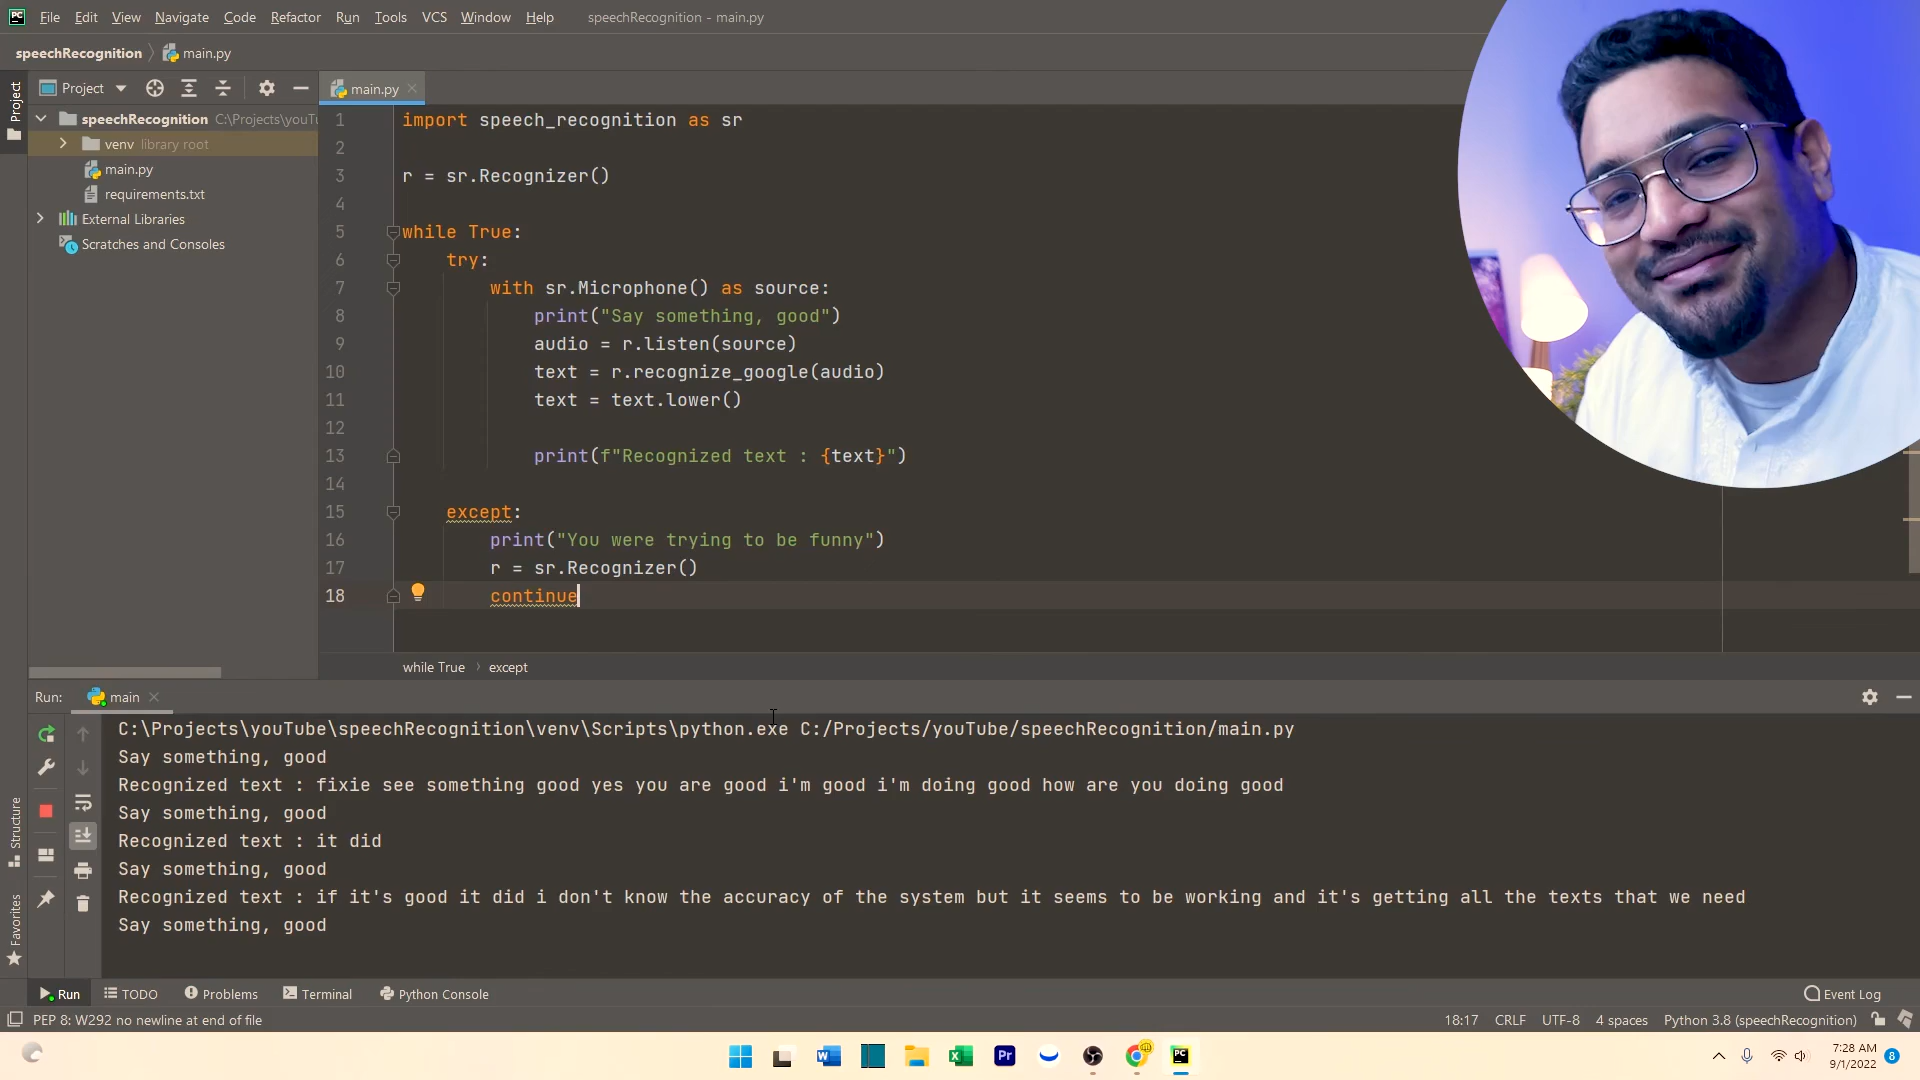 PC File Edit View Navigate Code Refactor Run Tools VCS Window Help speechRecognition - main.py
speechRecognition main.py
Project Project main.py
speechRecognition C:\Projects\youTu
venv library root
main.py
requirements.txt
External Libraries
Scratches and Consoles
1 import speech_recognition as sr
2
3 r = sr.Recognizer()
4
5 while True:
6 try:
7 with sr.Microphone() as source:
8 print("Say something, good")
9 audio = r.listen(source)
10 text = r.recognize_google(audio)
11 text = text.lower()
12
13 print(f"Recognized text : {text}")
14
15 except:
16 print("You were trying to be funny")
17 r = sr.Recognizer()
18 continue
while True › except
Run: main
C:\Projects\youTube\speechRecognition\venv\Scripts\python.exe C:/Projects/youTube/speechRecognition/main.py
Say something, good
Recognized text : fixie see something good yes you are good i'm good i'm doing good how are you doing good
Say something, good
Recognized text : it did
Say something, good
Recognized text : if it's good it did i don't know the accuracy of the system but it seems to be working and it's getting all the texts that we need
Say something, good
Structure
Favorites
Run TODO Problems Terminal Python Console Event Log
PEP 8: W292 no newline at end of file 18:17 CRLF UTF-8 4 spaces Python 3.8 (speechRecognition)
W X Pr PC 7:28 AM 8
9/1/2022